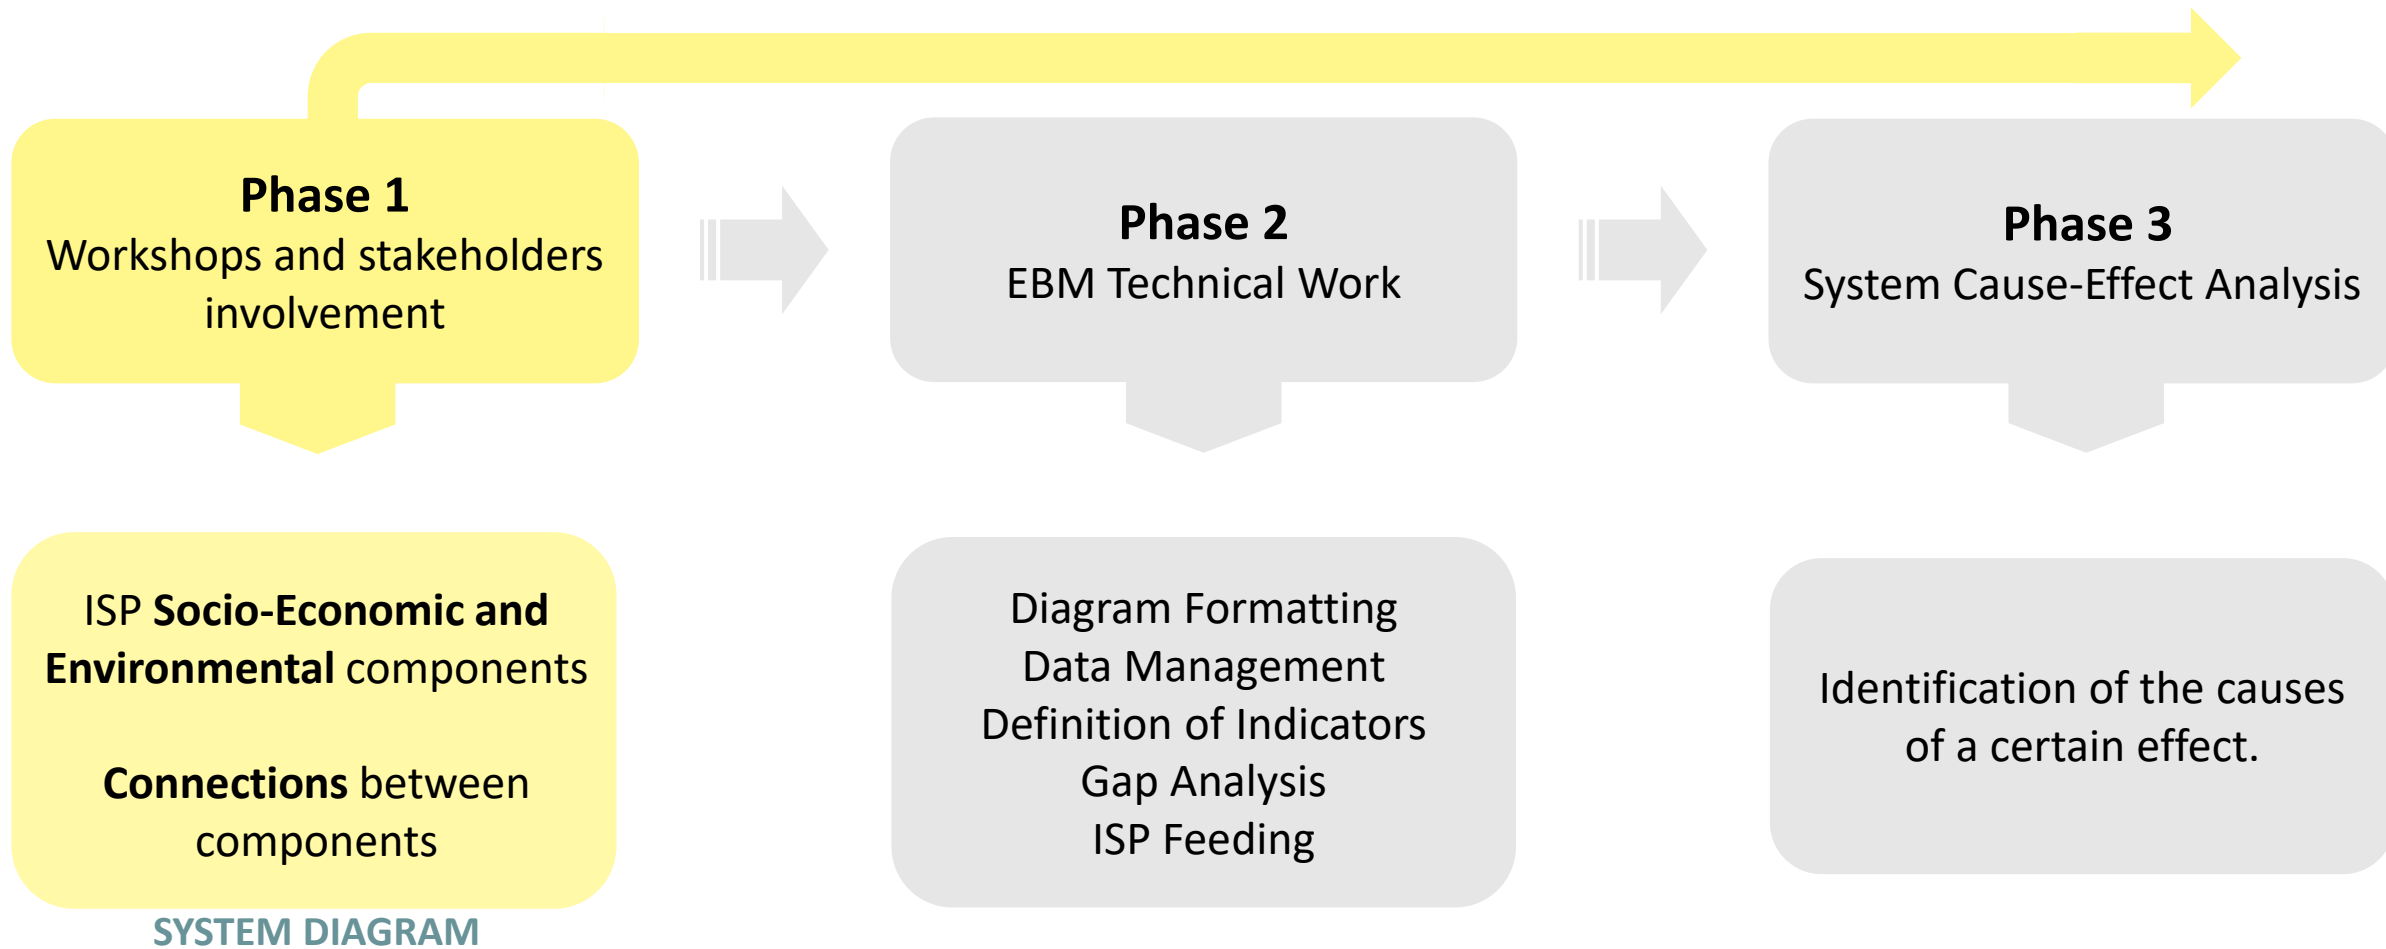 Phase 1
Workshops and stakeholders
involvement
Phase 2
EBM Technical Work
Phase 3
System Cause-Effect Analysis
ISP Socio-Economic and
Environmental components
Connections between
components
SYSTEM DIAGRAM
Diagram Formatting
Data Management
Definition of Indicators
Gap Analysis
ISP Feeding
Identification of the causes
of a certain effect.